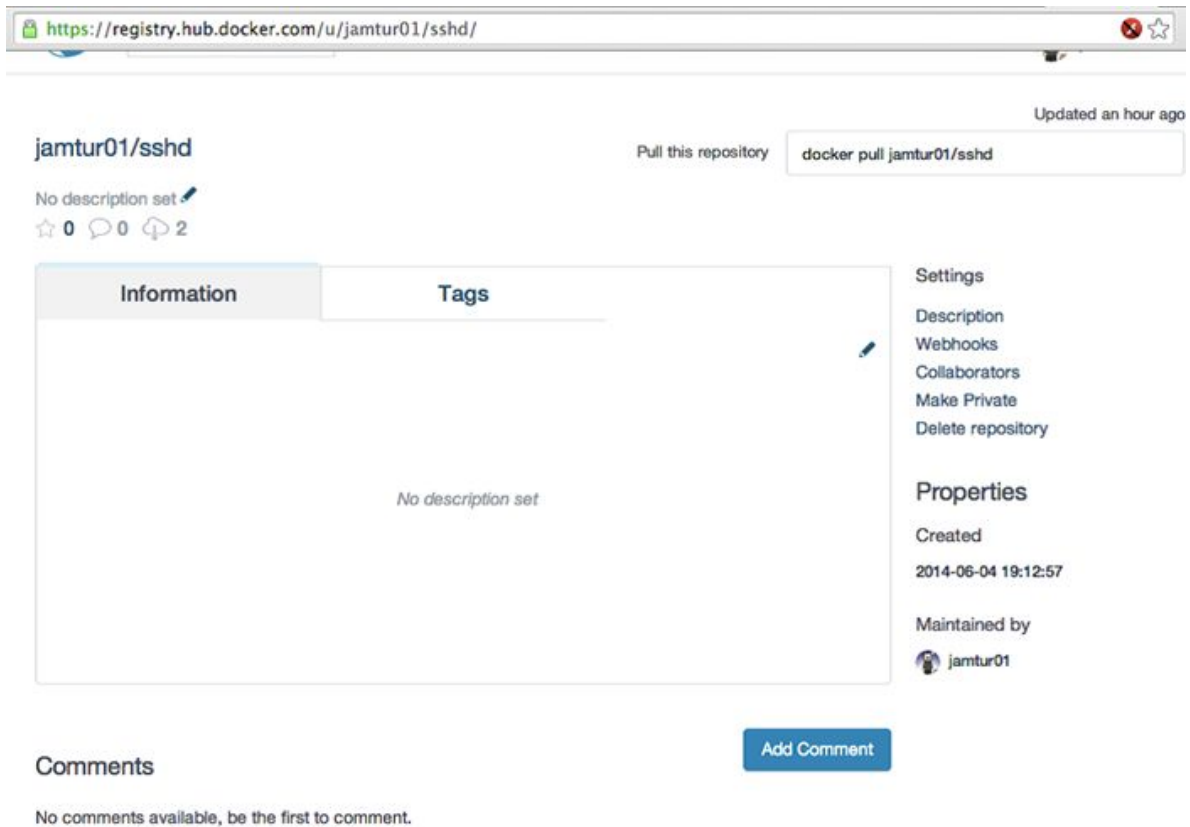 https://registry.hub.docker.com/u/jamtur01/sshd/
Updated an hour ago
jamtur01/sshd
Pull this repository
docker pull jamtur01/sshd
No description set
0 0 2
Information
Tags
No description set
Settings
Description
Webhooks
Collaborators
Make Private
Delete repository
Properties
Created
2014-06-04 19:12:57
Maintained by
jamtur01
Add Comment
Comments
No comments available, be the first to comment.